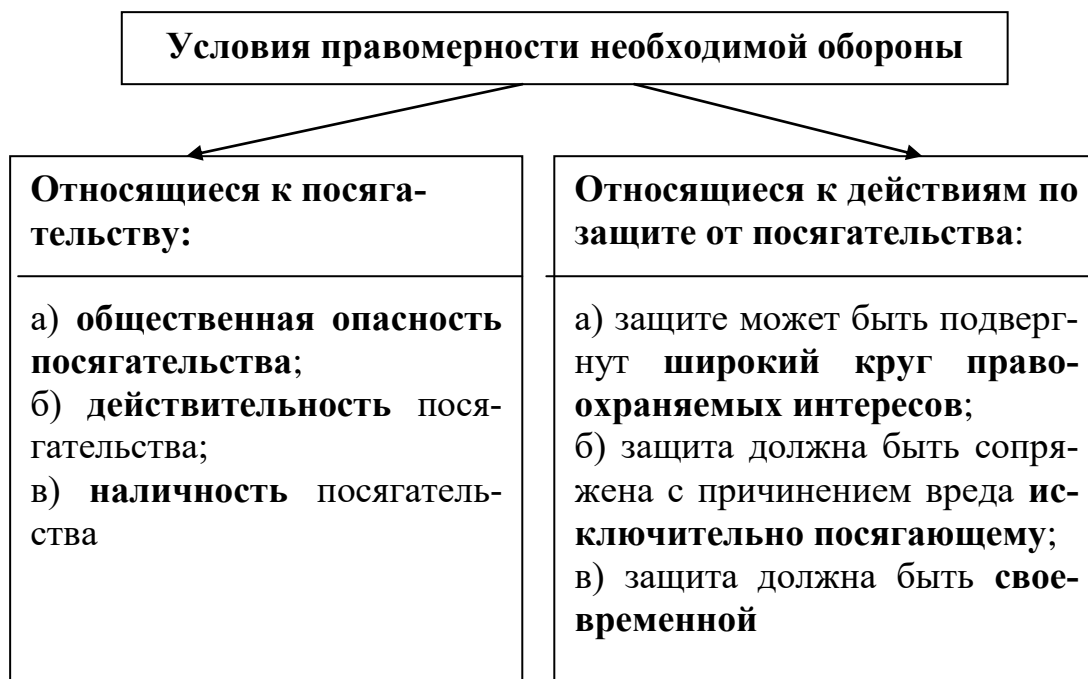 Условия правомерности необходимой обороны
Относящиеся к посяга-
тельству:
а) общественная опасность
посягательства;
б) действительность пося-
гательства;
в) наличность посягатель-
ства
Относящиеся к действиям по
защите от посягательства:
а) защите может быть подверг-
нут широкий круг право-
охраняемых интересов;
б) защита должна быть сопря-
жена с причинением вреда ис-
ключительно посягающему;
в) защита должна быть свое-
временной